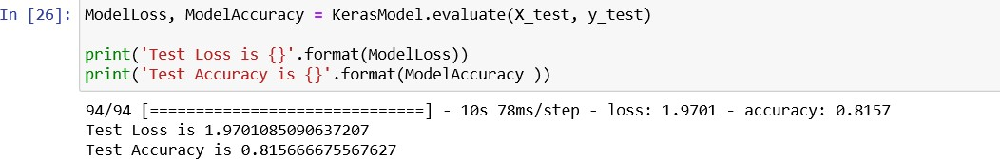 In [26]: ModelLoss, ModelAccuracy = KerasModel.evaluate(X_test, y_test)
print('Test Loss is {}'.format(ModelLoss))
print('Test Accuracy is {}'.format(ModelAccuracy ))
94/94 [==============================] - 10s 78ms/step - loss: 1.9701 - accuracy: 0.8157
Test Loss is 1.9701085090637207
Test Accuracy is 0.815666675567627